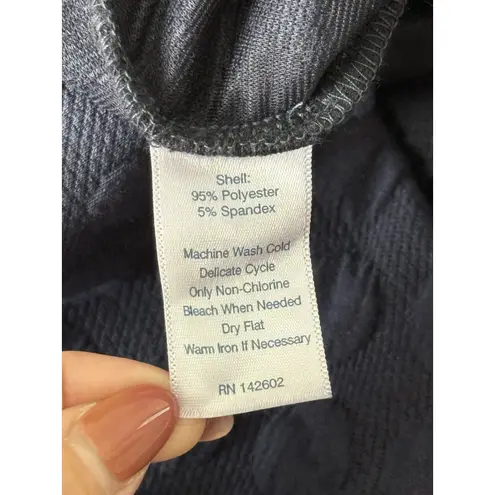 Shell:
95% Polyester
5% Spandex
Machine Wash Cold
Delicate Cycle
Only Non-Chlorine
Bleach When Needed
Dry Flat
Warm Iron If Necessary
RN 142602